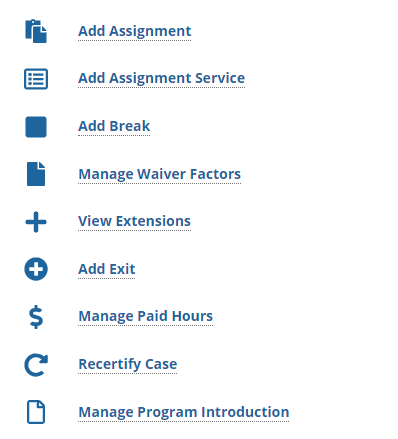 Add Assignment
Add Assignment Service
Add Break
Manage Waiver Factors
View Extensions
Add Exit
Manage Paid Hours
Recertify Case
Manage Program Introduction